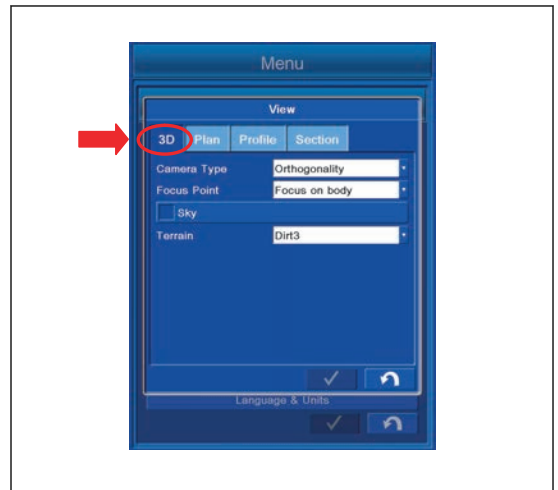 Menu
View
3D Plan Profile Section
Camera Type Orthogonality
Focus Point Focus on body
Sky
Terrain Dirt3
Language & Units